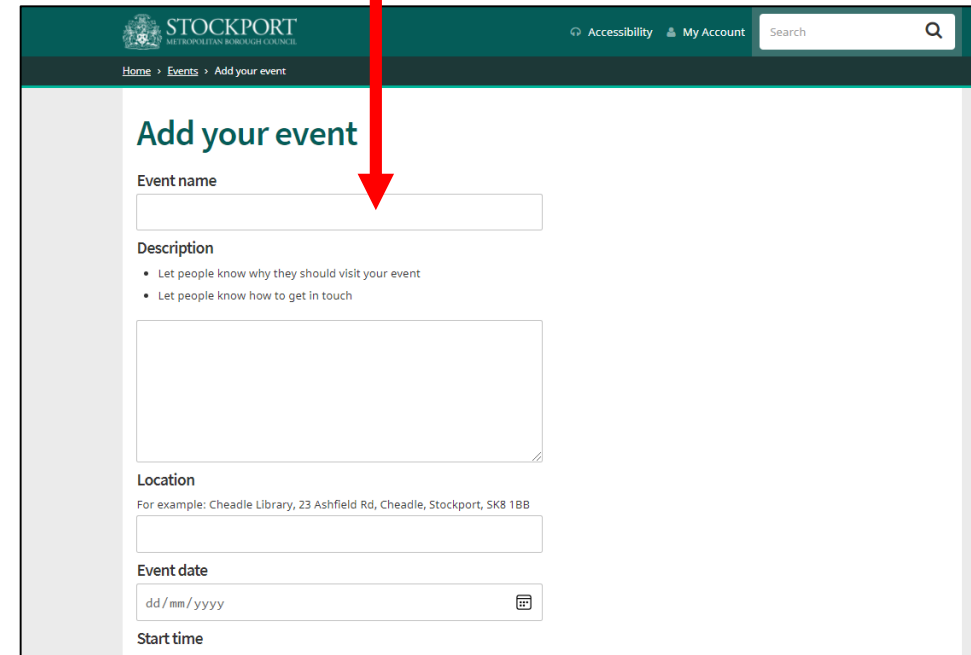 STOCKPORT
METROPOLITAN BOROUGH COUNCIL
Accessibility
My Account
Search
Home › Events › Add your event
Add your event
Event name
Description
• Let people know why they should visit your event
• Let people know how to get in touch
Location
For example: Cheadle Library, 23 Ashfield Rd, Cheadle, Stockport, SK8 1BB
Event date
dd/mm/yyyy
Start time